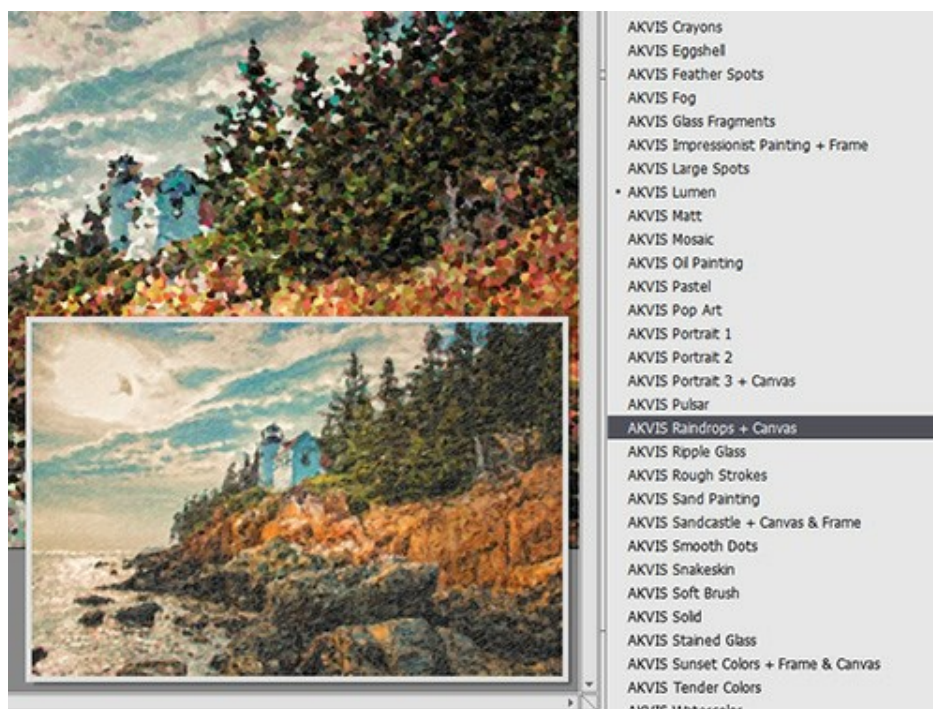 AKVIS Crayons
AKVIS Eggshell
AKVIS Feather Spots
AKVIS Fog
AKVIS Glass Fragments
AKVIS Impressionist Painting + Frame
AKVIS Large Spots
• AKVIS Lumen
AKVIS Matt
AKVIS Mosaic
AKVIS Oil Painting
AKVIS Pastel
AKVIS Pop Art
AKVIS Portrait 1
AKVIS Portrait 2
AKVIS Portrait 3 + Canvas
AKVIS Pulsar
AKVIS Raindrops + Canvas
AKVIS Ripple Glass
AKVIS Rough Strokes
AKVIS Sand Painting
AKVIS Sandcastle + Canvas & Frame
AKVIS Smooth Dots
AKVIS Snakeskin
AKVIS Soft Brush
AKVIS Solid
AKVIS Stained Glass
AKVIS Sunset Colors + Frame & Canvas
AKVIS Tender Colors
AKVIS Watercolor